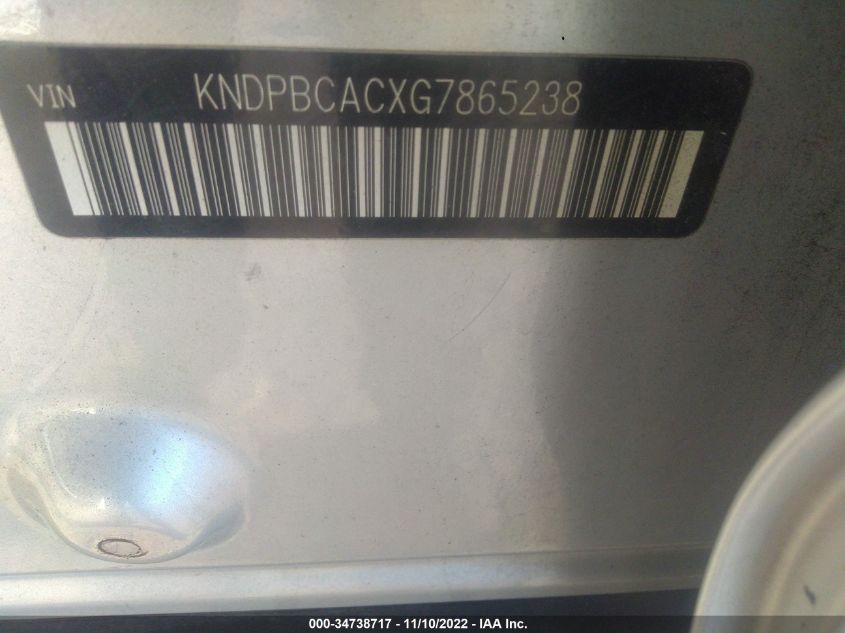 VIN KNDPBCACXG7865238
000-34738717 - 11/10/2022 - IAA Inc.